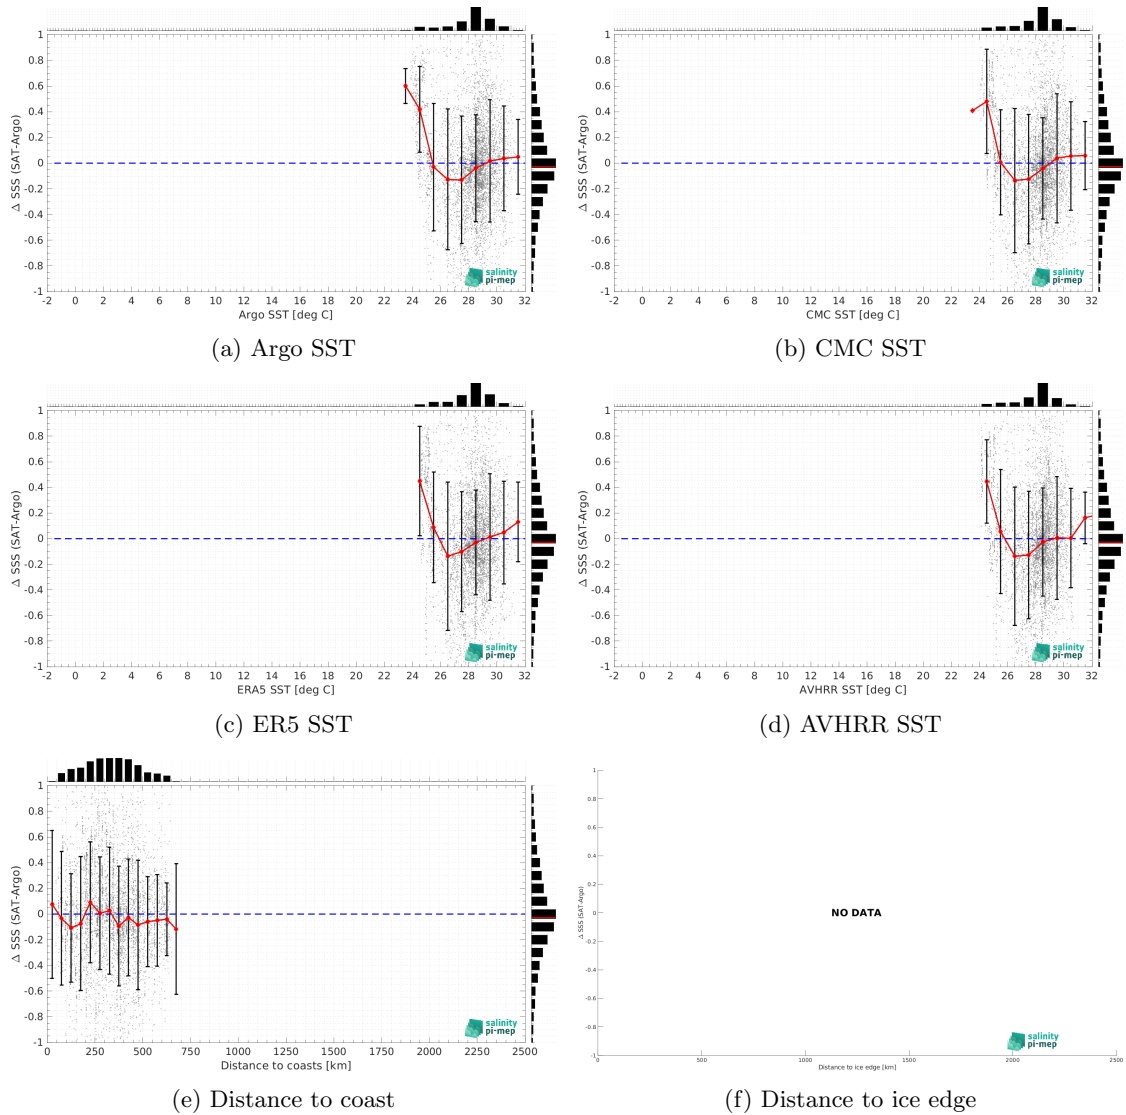 1
0.8
0.6
0.4
0.2
0
-0.2
-0.4
-0.6
-0.8
-1
Δ SSS (SAT-Argo)
salinity
pi-mep
-2 0 2 4 6 8 10 12 14 16 18 20 22 24 26 28 30 32
Argo SST [deg C]
(a) Argo SST
1
0.8
0.6
0.4
0.2
0
-0.2
-0.4
-0.6
-0.8
-1
Δ SSS (SAT-Argo)
salinity
pi-mep
-2 0 2 4 6 8 10 12 14 16 18 20 22 24 26 28 30 32
CMC SST [deg C]
(b) CMC SST
1
0.8
0.6
0.4
0.2
0
-0.2
-0.4
-0.6
-0.8
-1
Δ SSS (SAT-Argo)
salinity
pi-mep
-2 0 2 4 6 8 10 12 14 16 18 20 22 24 26 28 30 32
ERA5 SST [deg C]
(c) ER5 SST
1
0.8
0.6
0.4
0.2
0
-0.2
-0.4
-0.6
-0.8
-1
Δ SSS (SAT-Argo)
salinity
pi-mep
-2 0 2 4 6 8 10 12 14 16 18 20 22 24 26 28 30 32
AVHRR SST [deg C]
(d) AVHRR SST
1
0.8
0.6
0.4
0.2
0
-0.2
-0.4
-0.6
-0.8
-1
Δ SSS (SAT-Argo)
salinity
pi-mep
0 250 500 750 1000 1250 1500 1750 2000 2250 2500
Distance to coasts [km]
(e) Distance to coast
1
0.8
0.6
0.4
0.2
0
-0.2
-0.4
-0.6
-0.8
-1
Δ SSS (SAT-Argo)
NO DATA
salinity
pi-mep
0 500 1000 1500 2000 2500
Distance to ice edge [km]
(f) Distance to ice edge